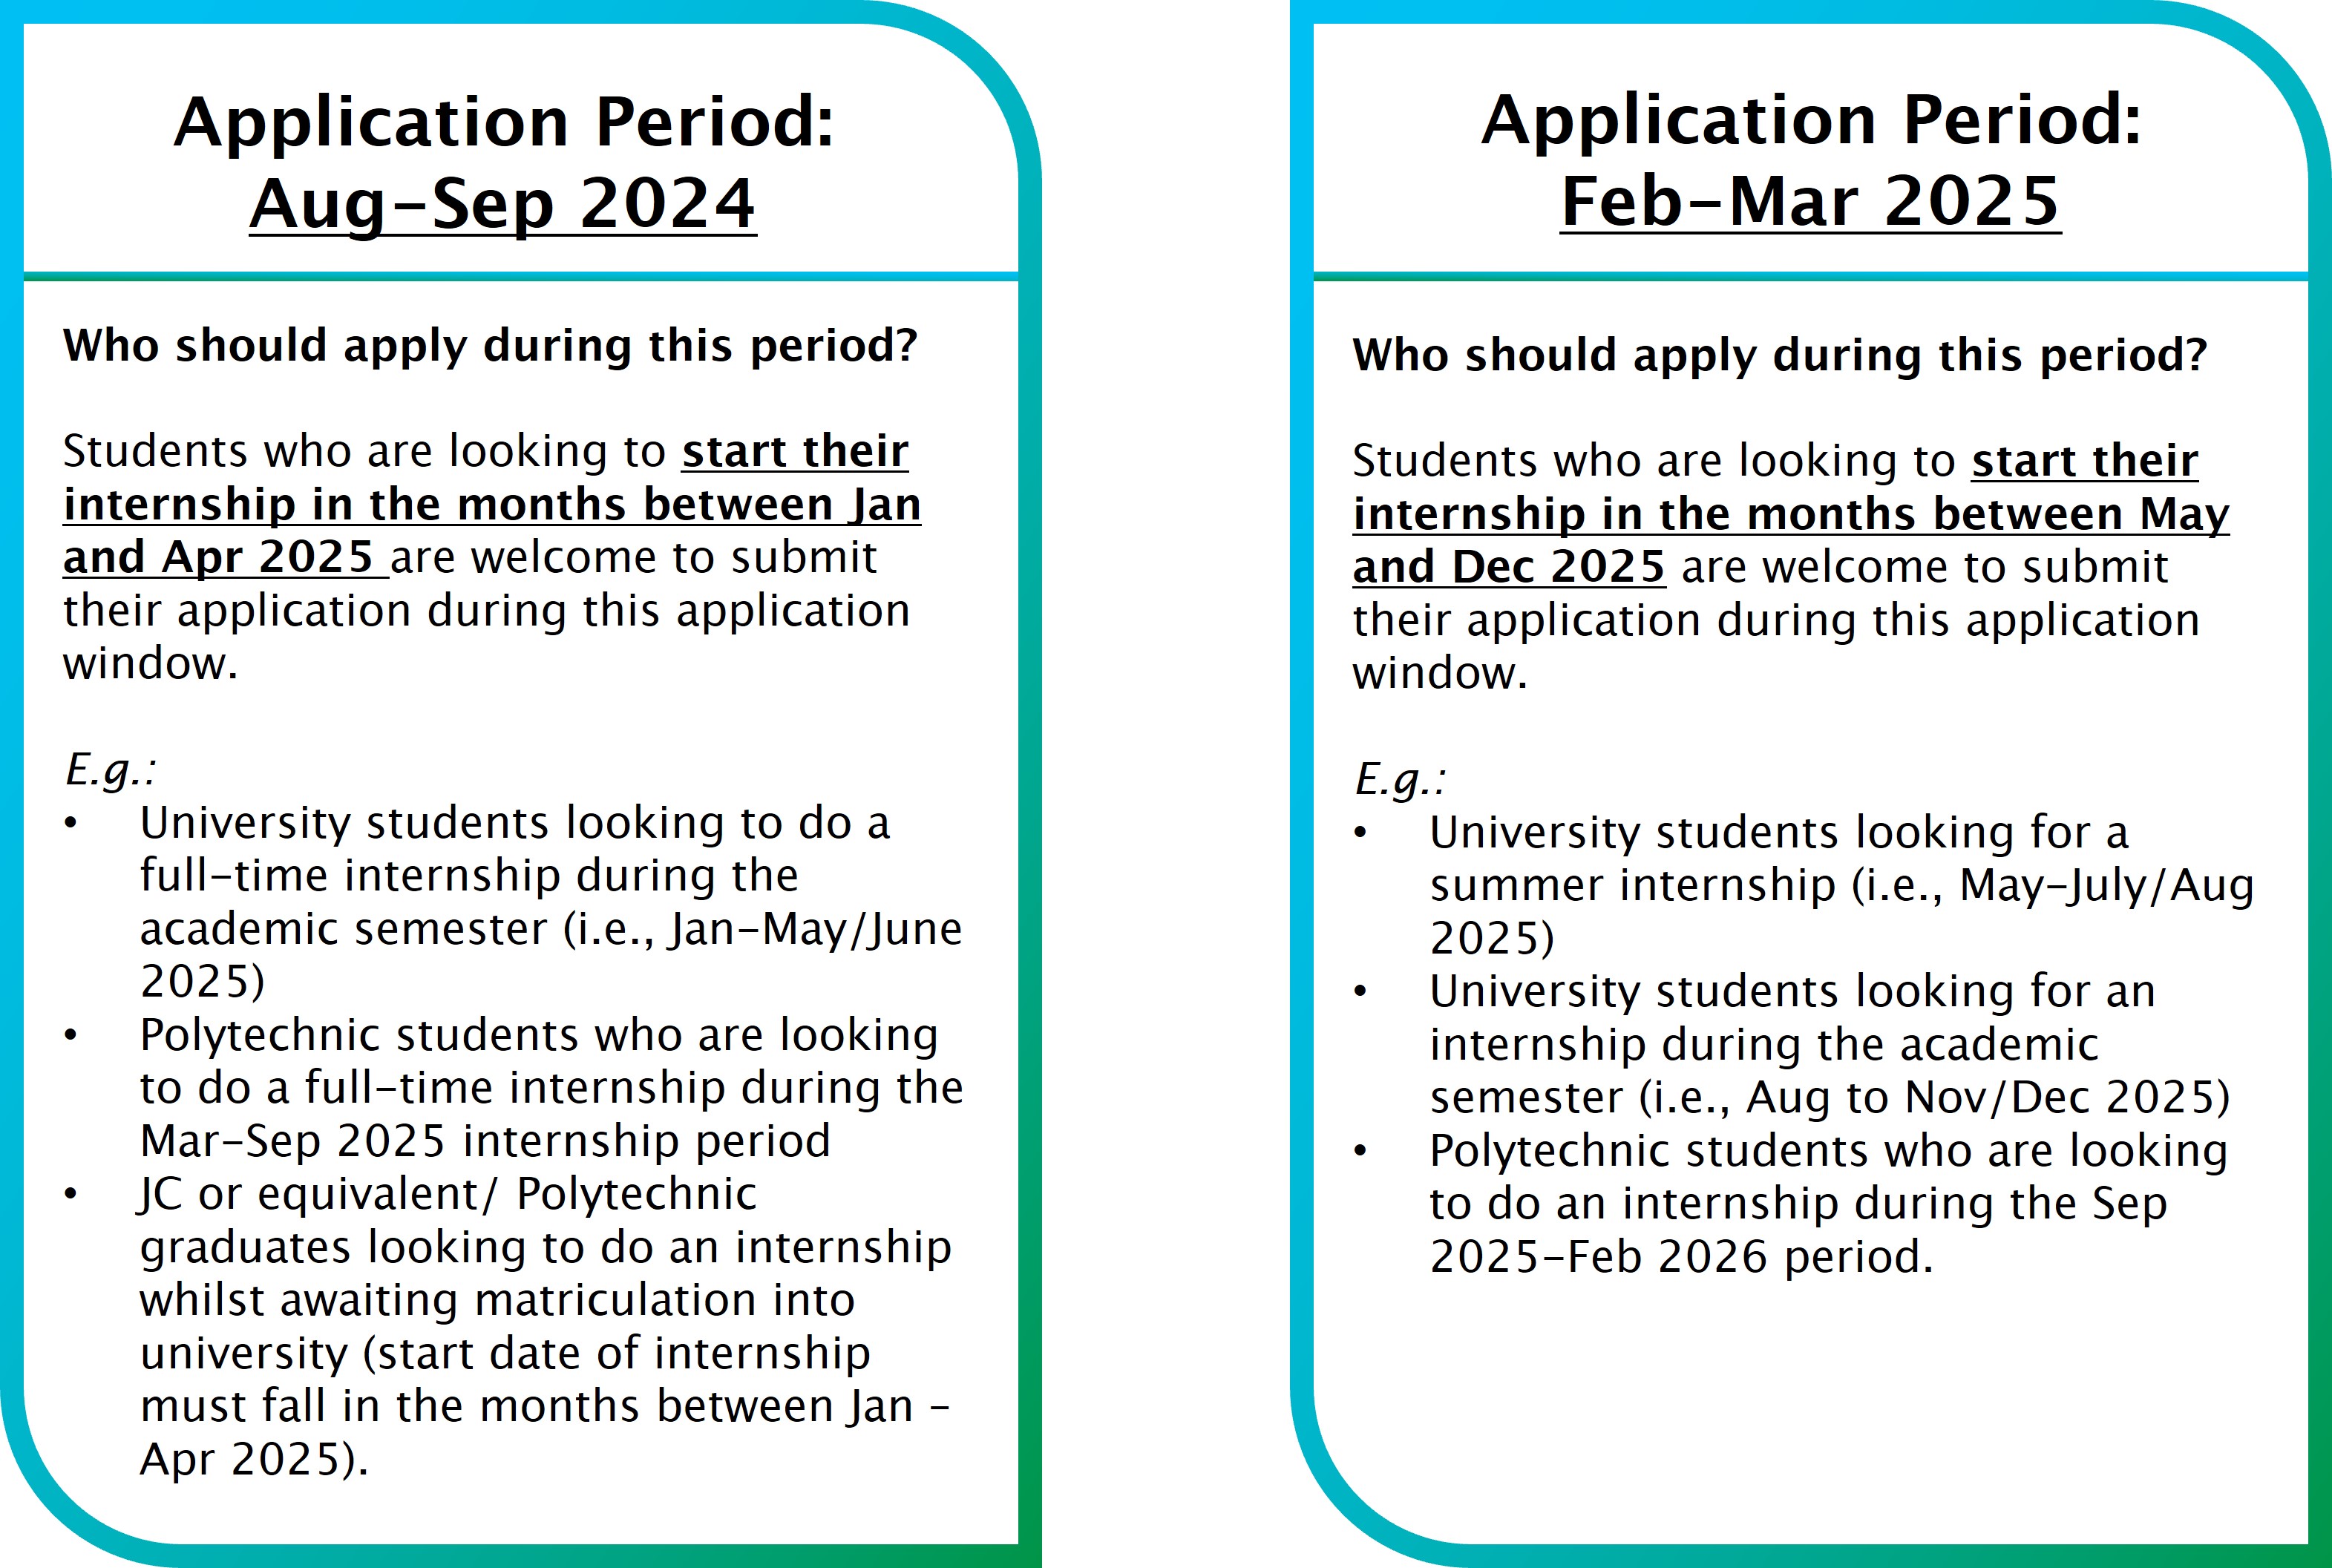 Application Period:
Aug-Sep 2024
Who should apply during this period?
Students who are looking to start their
internship in the months between Jan
and Apr 2025 are welcome to submit
their application during this application
window.
E.g.:
• University students looking to do a
full-time internship during the
academic semester (i.e., Jan-May/June
2025)
• Polytechnic students who are looking
to do a full-time internship during the
Mar-Sep 2025 internship period
• JC or equivalent/ Polytechnic
graduates looking to do an internship
whilst awaiting matriculation into
university (start date of internship
must fall in the months between Jan –
Apr 2025).
Application Period:
Feb-Mar 2025
Who should apply during this period?
Students who are looking to start their
internship in the months between May
and Dec 2025 are welcome to submit
their application during this application
window.
E.g.:
• University students looking for a
summer internship (i.e., May-July/Aug
2025)
• University students looking for an
internship during the academic
semester (i.e., Aug to Nov/Dec 2025)
• Polytechnic students who are looking
to do an internship during the Sep
2025-Feb 2026 period.